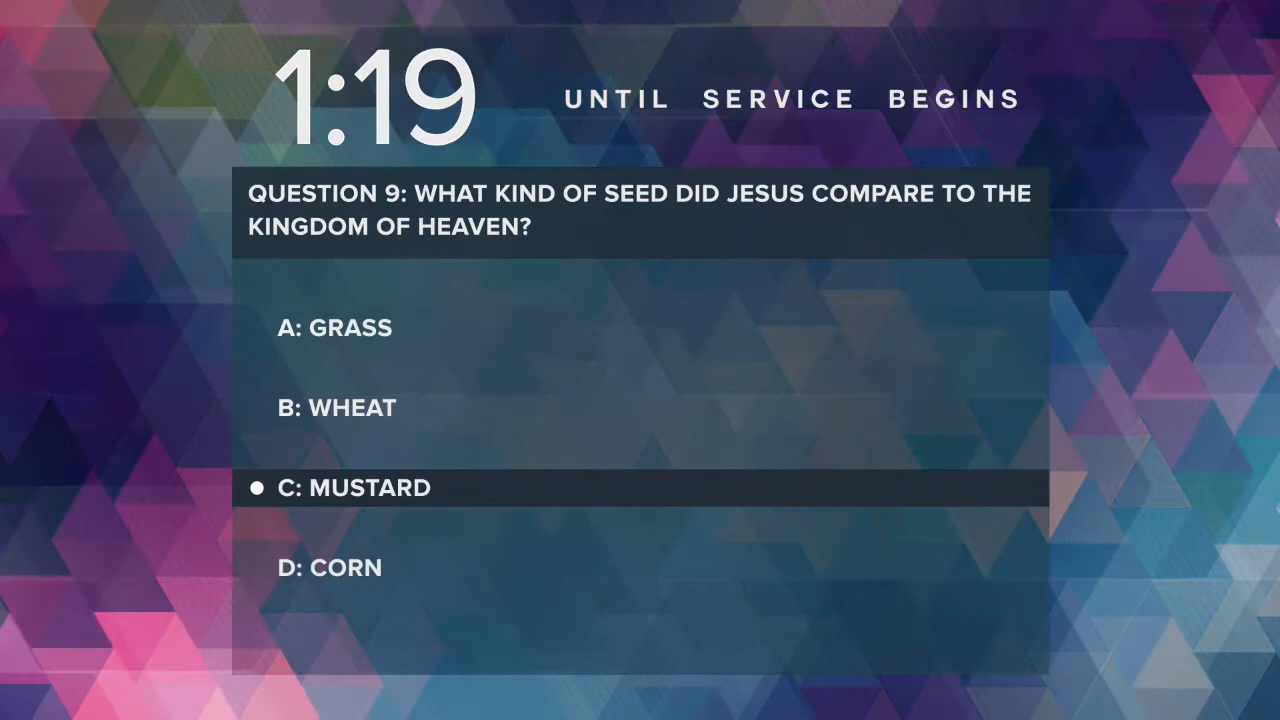 1:19 UNTIL SERVICE BEGINS
QUESTION 9: WHAT KIND OF SEED DID JESUS COMPARE TO THE
KINGDOM OF HEAVEN?
A: GRASS
B: WHEAT
C: MUSTARD
D: CORN